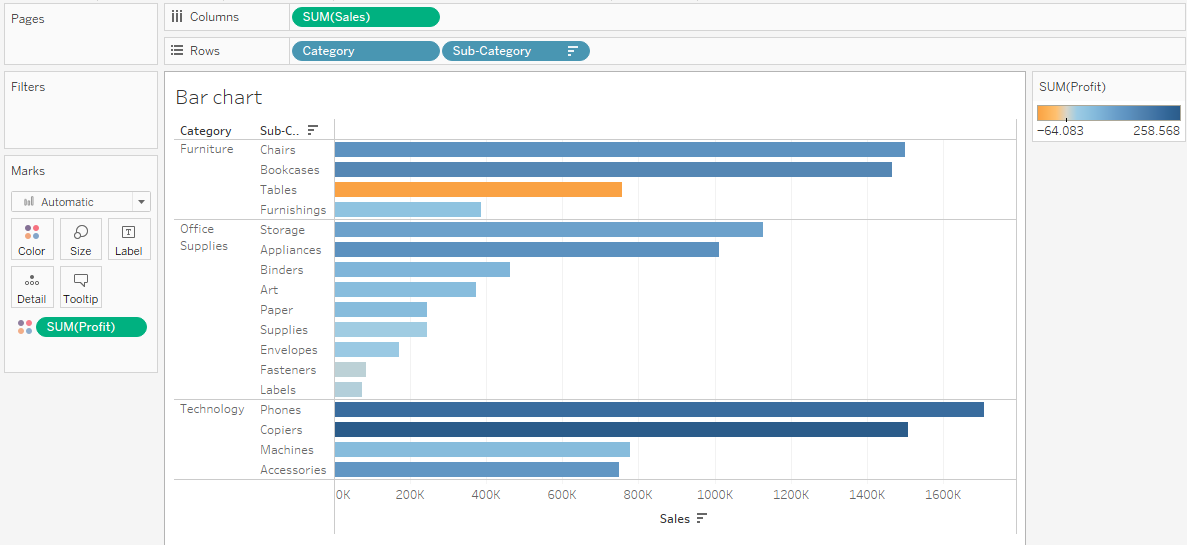 Pages
Columns
SUM(Sales)
Rows
Category
Sub-Category
Filters
Marks
Automatic
Color
Size
Label
Detail
Tooltip
SUM(Profit)
Bar chart
Category
Sub-C..
Furniture
Chairs
Bookcases
Tables
Furnishings
Office
Supplies
Storage
Appliances
Binders
Art
Paper
Supplies
Envelopes
Fasteners
Labels
Technology
Phones
Copiers
Machines
Accessories
0K 200K 400K 600K 800K 1000K 1200K 1400K 1600K
Sales
SUM(Profit)
−64.083 258.568